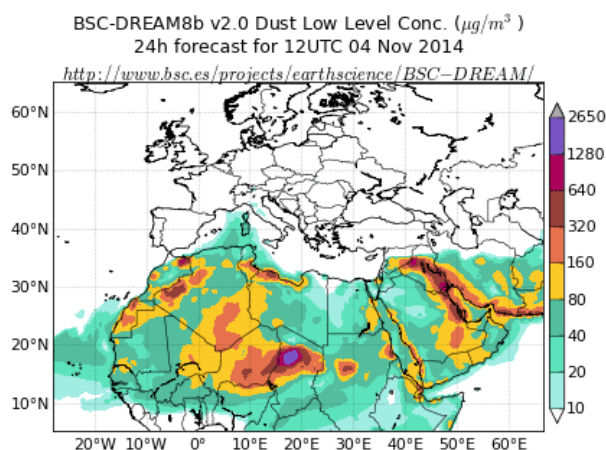 BSC-DREAM8b v2.0 Dust Low Level Conc. (μg/m³ )
24h forecast for 12UTC 04 Nov 2014
http://www.bsc.es/projects/earthscience/BSC−DREAM/
60°N
50°N
40°N
30°N
20°N
10°N
20°W 10°W 0° 10°E 20°E 30°E 40°E 50°E 60°E
2650
1280
640
320
160
80
40
20
10